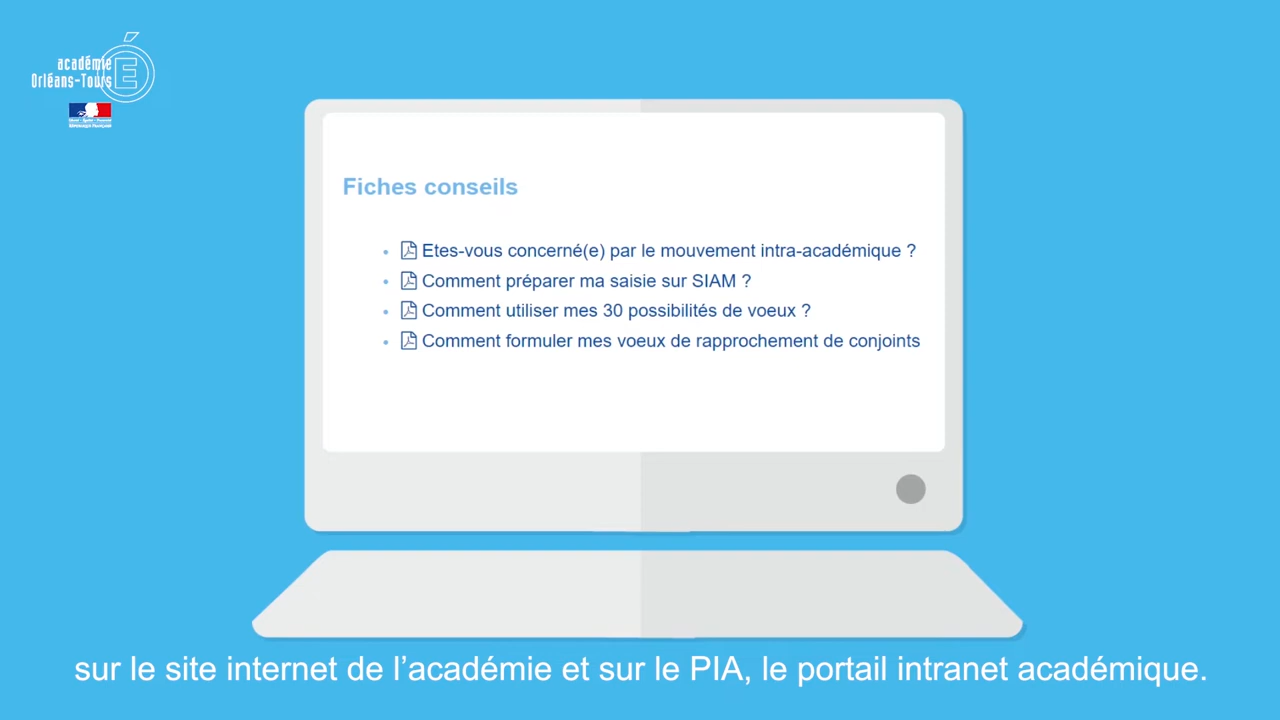 académie
Orléans-Tours
É
Fiches conseils
Etes-vous concerné(e) par le mouvement intra-académique ?
Comment préparer ma saisie sur SIAM ?
Comment utiliser mes 30 possibilités de voeux ?
Comment formuler mes voeux de rapprochement de conjoints
sur le site internet de l’académie et sur le PIA, le portail intranet académique.